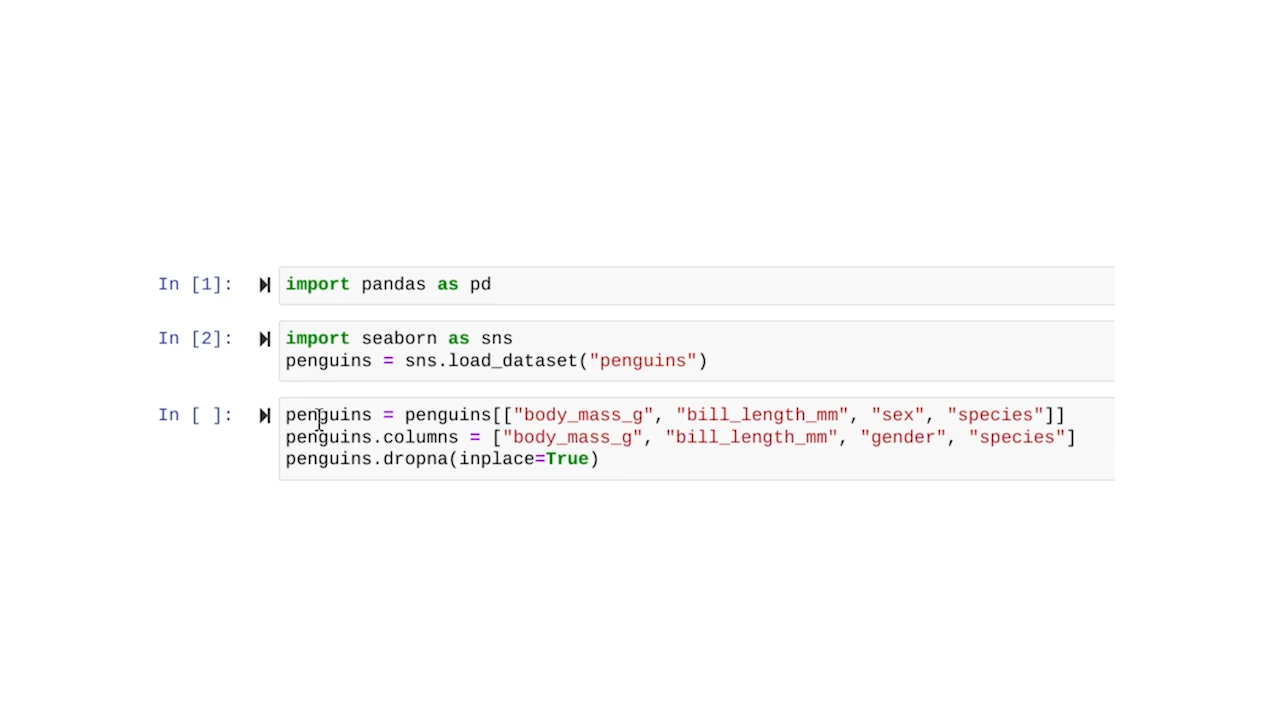 In [1]: import pandas as pd
In [2]: import seaborn as sns
penguins = sns.load_dataset("penguins")
In [ ]: penguins = penguins[["body_mass_g", "bill_length_mm", "sex", "species"]]
penguins.columns = ["body_mass_g", "bill_length_mm", "gender", "species"]
penguins.dropna(inplace=True)